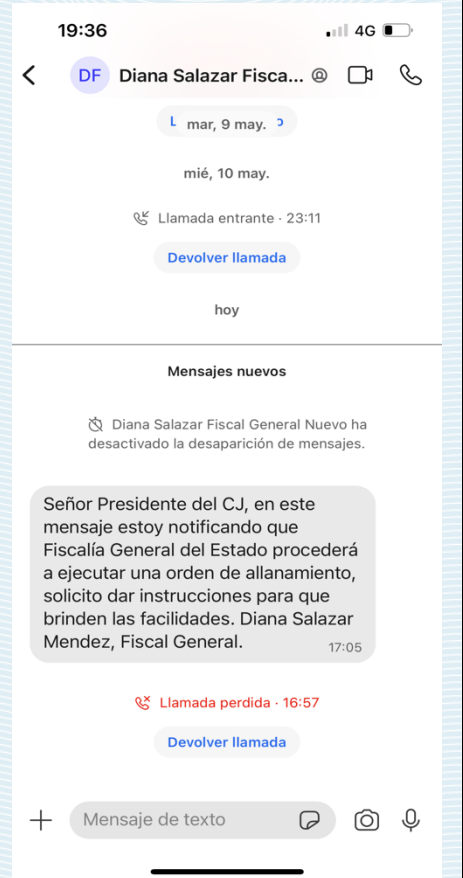 19:36
4G
DF Diana Salazar Fisca...
mar, 9 may.
mié, 10 may.
Llamada entrante · 23:11
Devolver llamada
hoy
Mensajes nuevos
Diana Salazar Fiscal General Nuevo ha
desactivado la desaparición de mensajes.
Señor Presidente del CJ, en este
mensaje estoy notificando que
Fiscalía General del Estado procederá
a ejecutar una orden de allanamiento,
solicito dar instrucciones para que
brinden las facilidades. Diana Salazar
Mendez, Fiscal General.
17:05
Llamada perdida · 16:57
Devolver llamada
Mensaje de texto